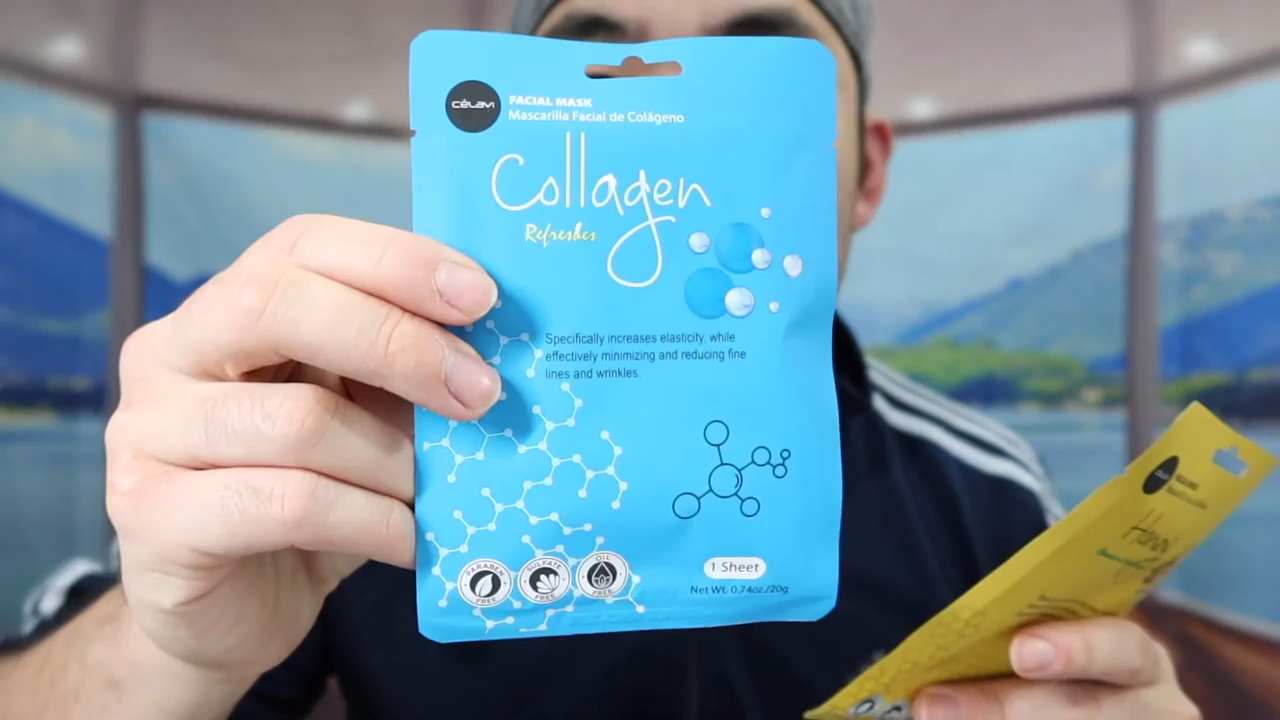 CÉLAVI
FACIAL MASK
Mascarilla Facial de Colágeno
Collagen
Refreshes
Specifically increases elasticity, while
effectively minimizing and reducing fine
lines and wrinkles.
PARABEN FREE
SULFATE FREE
OIL FREE
1 Sheet
Net Wt. 0.74oz./20g
Honey